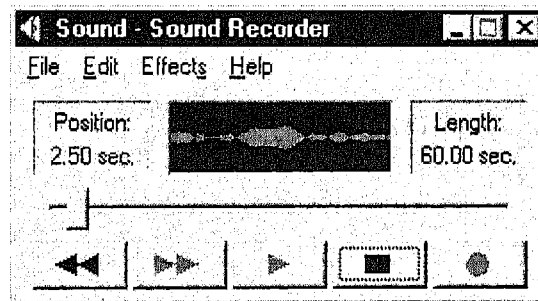 Sound - Sound Recorder
File Edit Effects Help
Position:
2.50 sec.
Length:
60.00 sec.